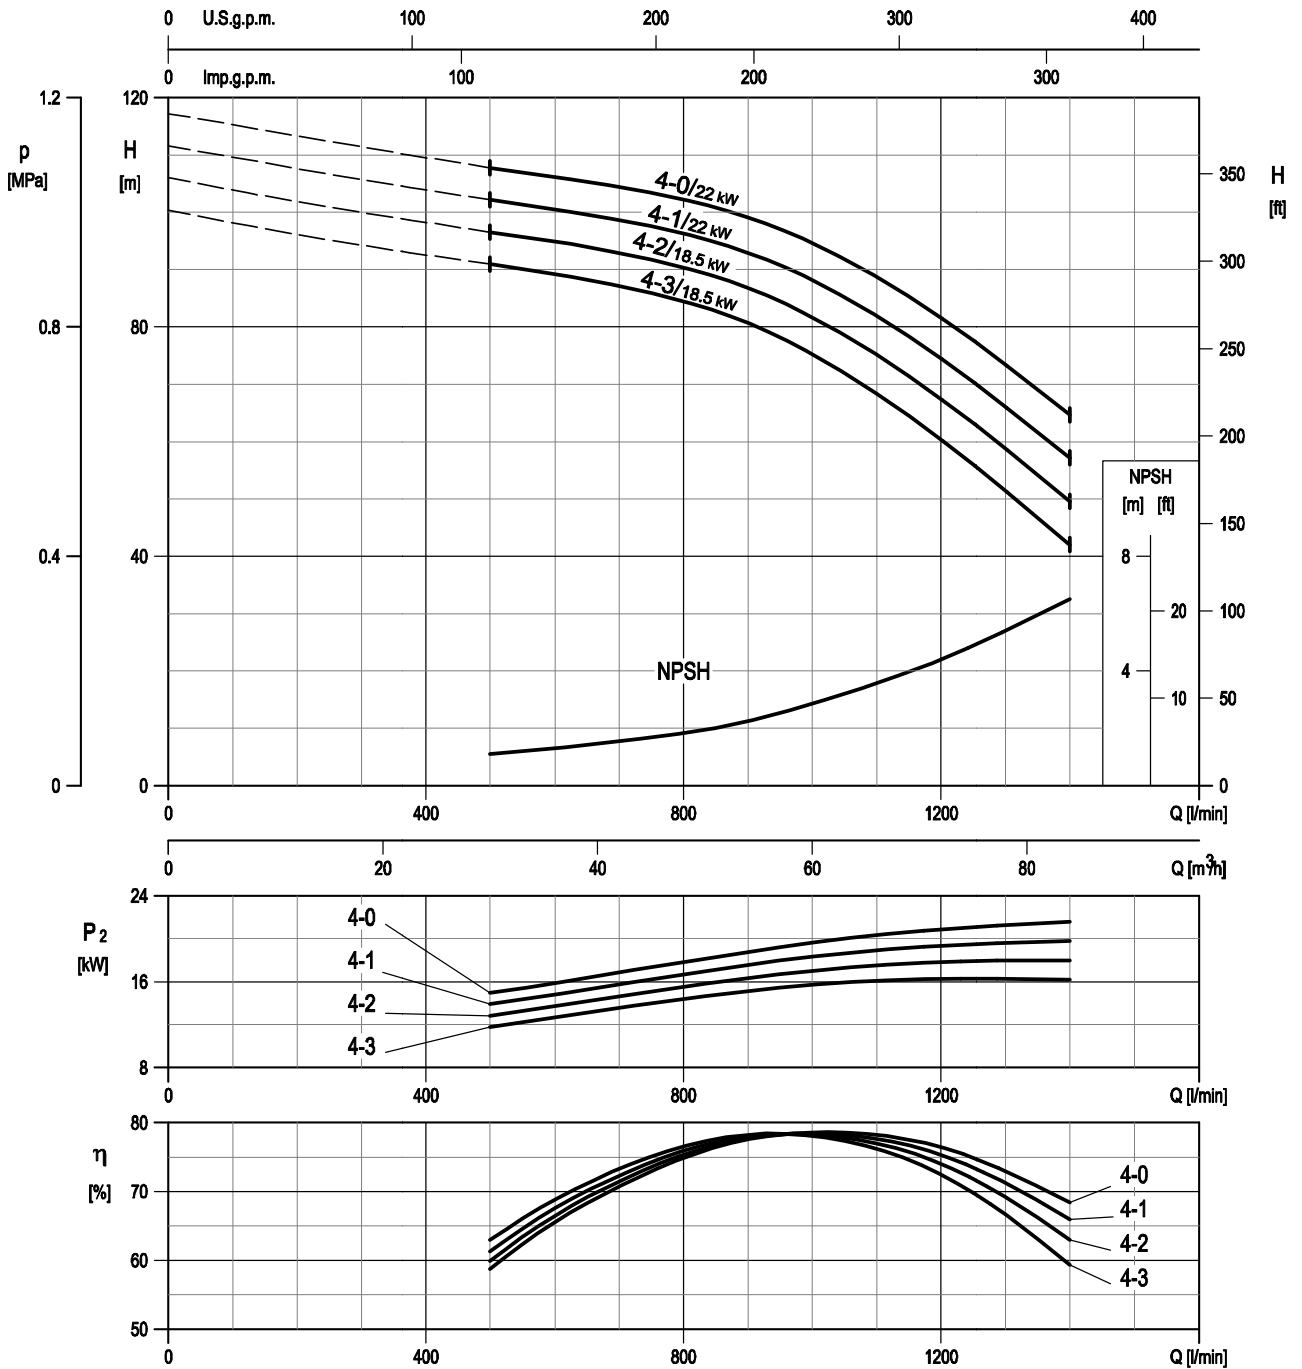 0 U.S.g.p.m. 100 200 300 400
0 Imp.g.p.m. 100 200 300
1.2 120
p H
[MPa] [m]
350 H
[ft]
4-0/22 kW
4-1/22 kW
4-2/18.5 kW
4-3/18.5 kW
300
0.8 80
250
200
NPSH
[m] [ft]
150
0.4 40 8
20 100
NPSH 4
10 50
0 0 0
0 400 800 1200 Q [l/min]
0 20 40 60 80 Q [m³/h]
24
4-0
P2
4-1
[kW]
16
4-2
4-3
8
0 400 800 1200 Q [l/min]
80
η
4-0
[%] 70
4-1
4-2
60
4-3
50
0 400 800 1200 Q [l/min]